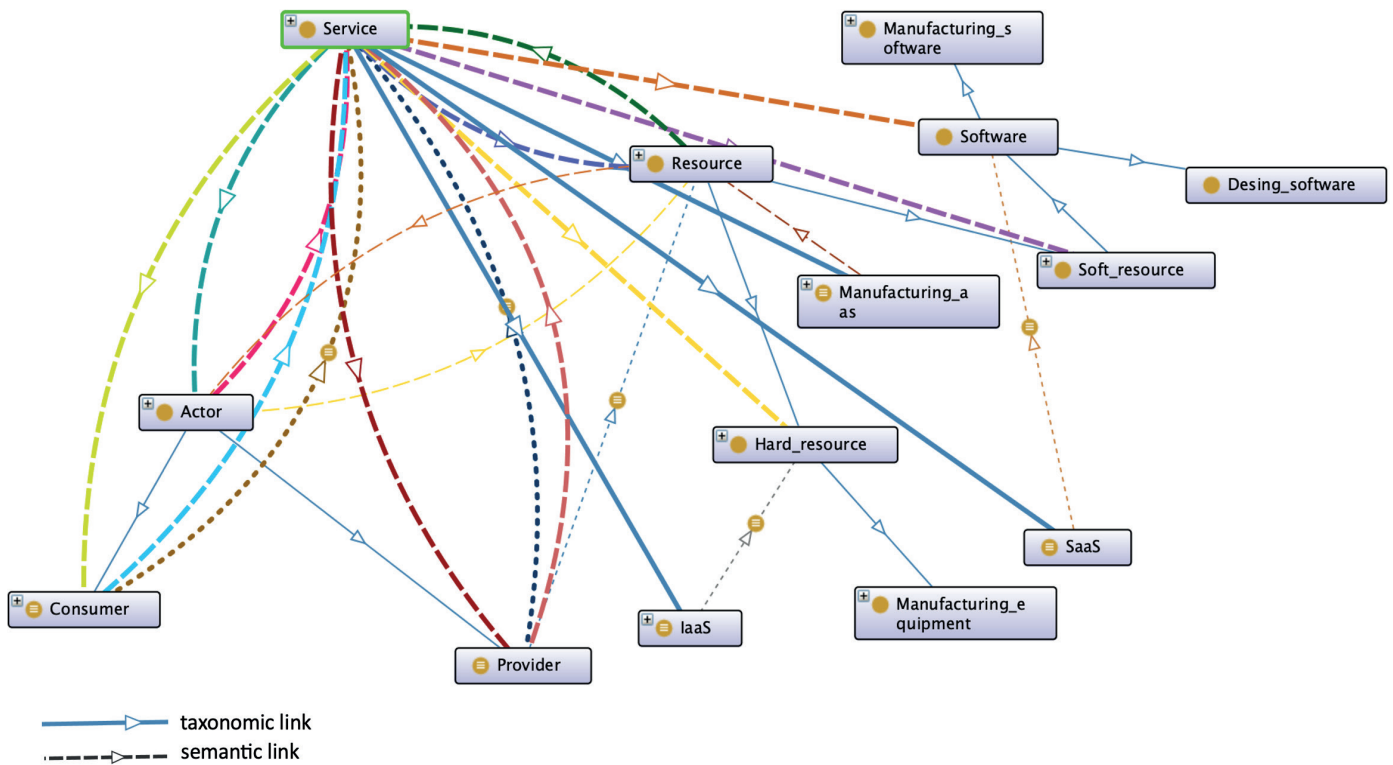 Service
Manufacturing_s
oftware
Software
Resource
Desing_software
Soft_resource
Manufacturing_a
as
Actor
Hard_resource
SaaS
Consumer
IaaS
Manufacturing_e
quipment
Provider
taxonomic link
semantic link